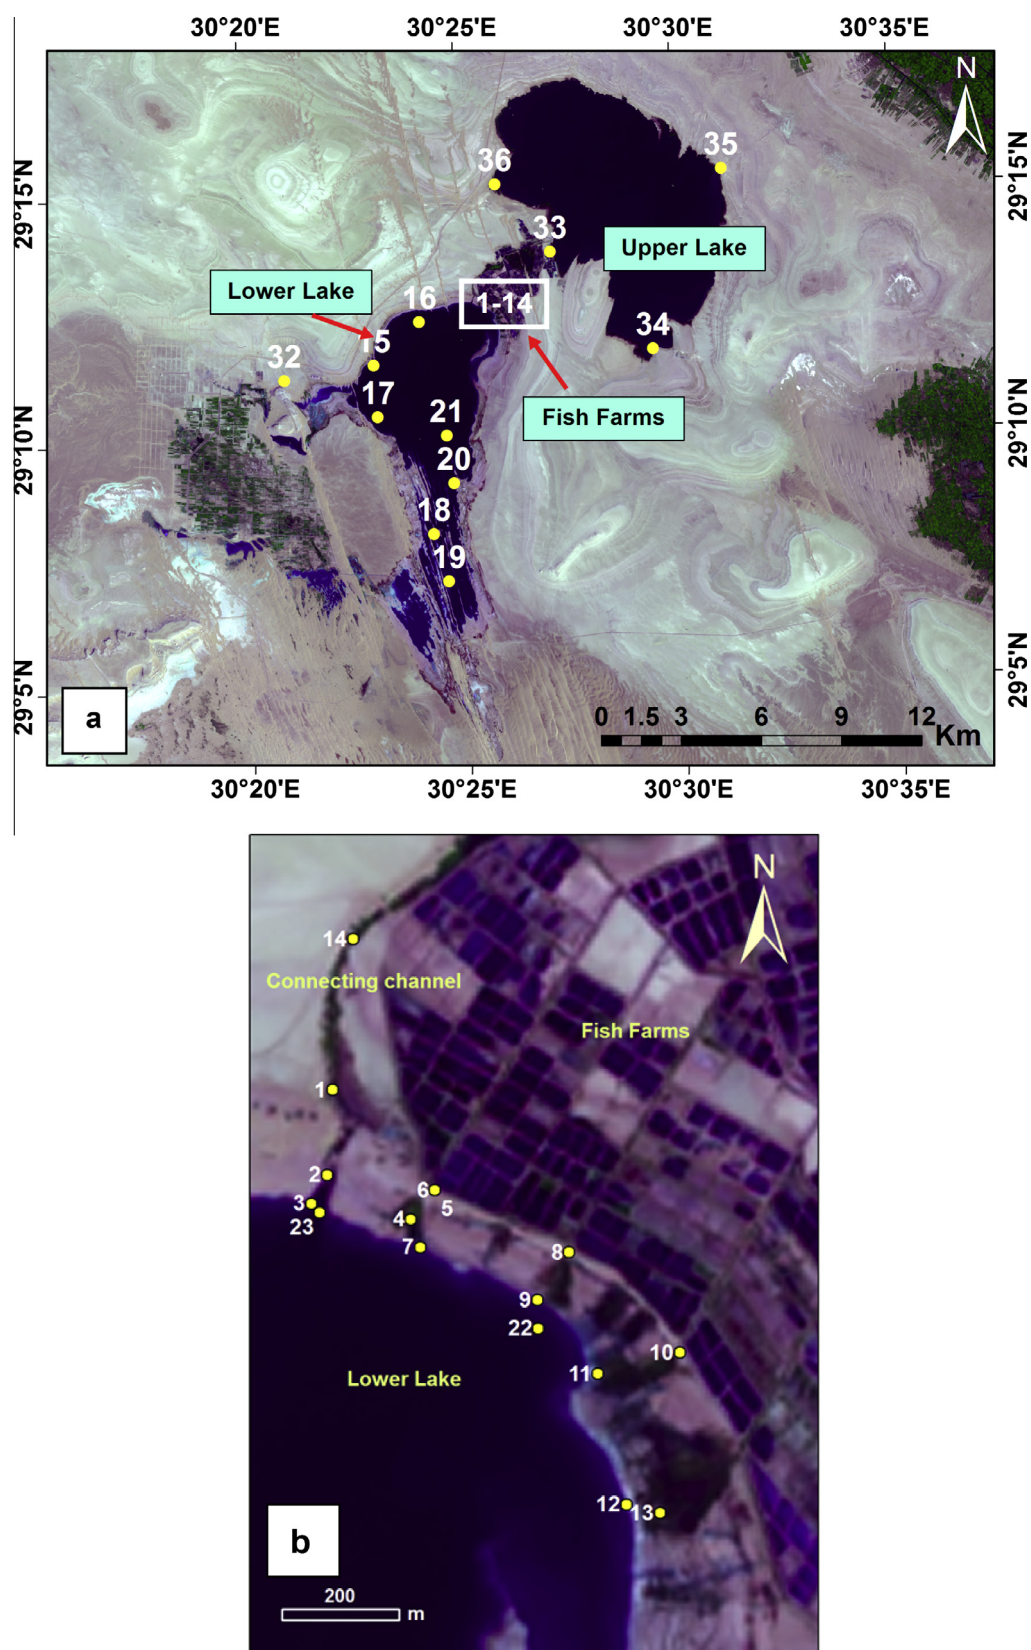 30°20'E 30°25'E 30°30'E 30°35'E
N
29°15'N
29°15'N
36
35
33
Upper Lake
Lower Lake
16
1-14
34
15
32
17
Fish Farms
21
29°10'N
29°10'N
20
18
19
29°5'N
29°5'N
a
0 1.5 3 6 9 12
Km
30°20'E 30°25'E 30°30'E 30°35'E
N
14
Connecting channel
Fish Farms
1
2
3
23
6
5
4
7
8
9
22
10
11
Lower Lake
12
13
b
200
m